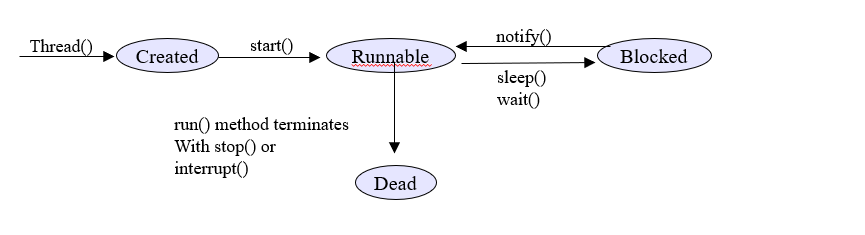 Thread()
Created
start()
Runnable
notify()
Blocked
sleep()
wait()
run() method terminates
With stop() or
interrupt()
Dead